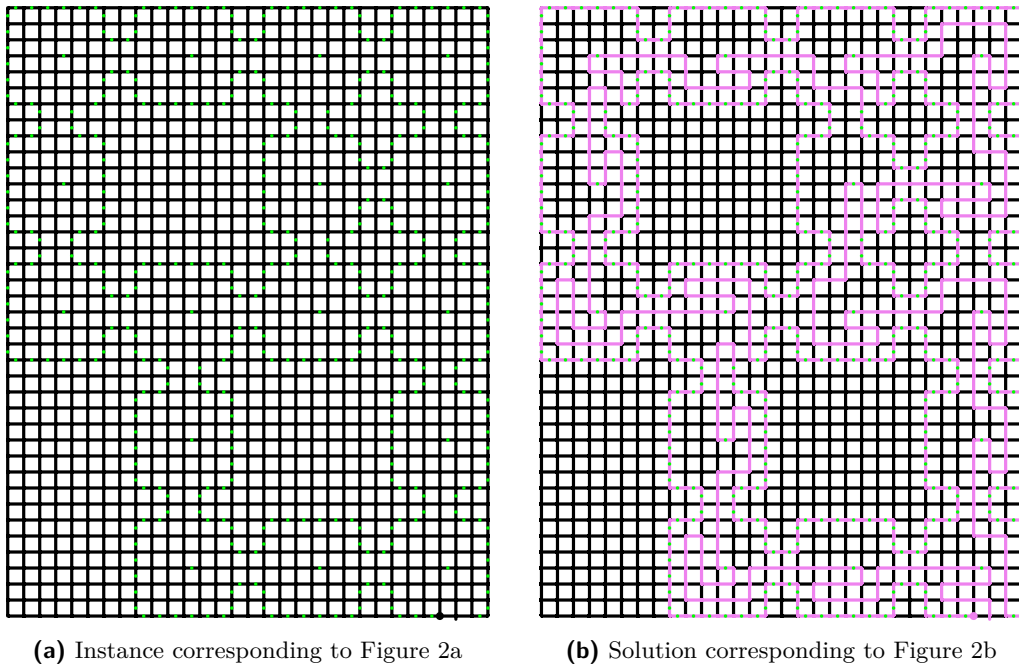 (a) Instance corresponding to Figure 2a
(b) Solution corresponding to Figure 2b